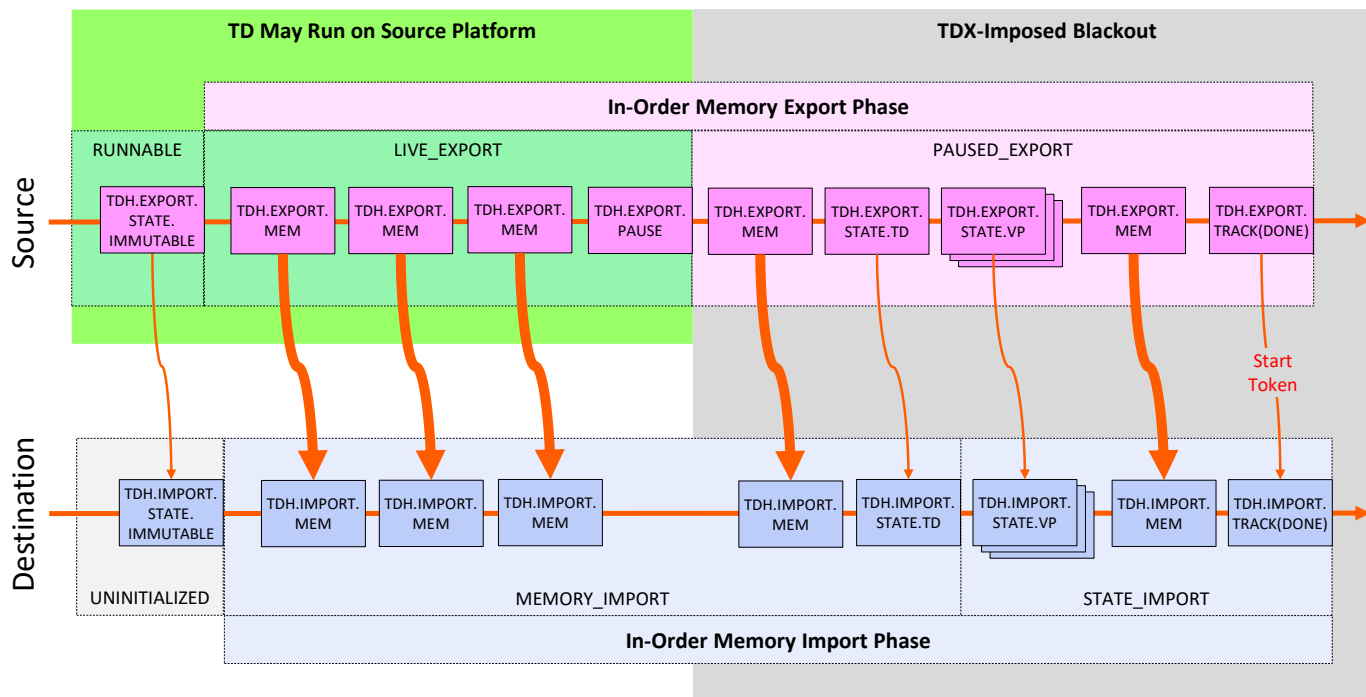 TD May Run on Source Platform
TDX-Imposed Blackout
In-Order Memory Export Phase
RUNNABLE
LIVE_EXPORT
PAUSED_EXPORT
Source
TDH.EXPORT.
STATE.
IMMUTABLE
TDH.EXPORT.
MEM
TDH.EXPORT.
MEM
TDH.EXPORT.
MEM
TDH.EXPORT.
PAUSE
TDH.EXPORT.
MEM
TDH.EXPORT.
STATE.TD
TDH.EXPORT.
STATE.VP
TDH.EXPORT.
MEM
TDH.EXPORT.
TRACK(DONE)
Start
Token
Destination
TDH.IMPORT.
STATE.
IMMUTABLE
TDH.IMPORT.
MEM
TDH.IMPORT.
MEM
TDH.IMPORT.
MEM
TDH.IMPORT.
MEM
TDH.IMPORT.
STATE.TD
TDH.IMPORT.
STATE.VP
TDH.IMPORT.
MEM
TDH.IMPORT.
TRACK(DONE)
UNINITIALIZED
MEMORY_IMPORT
STATE_IMPORT
In-Order Memory Import Phase